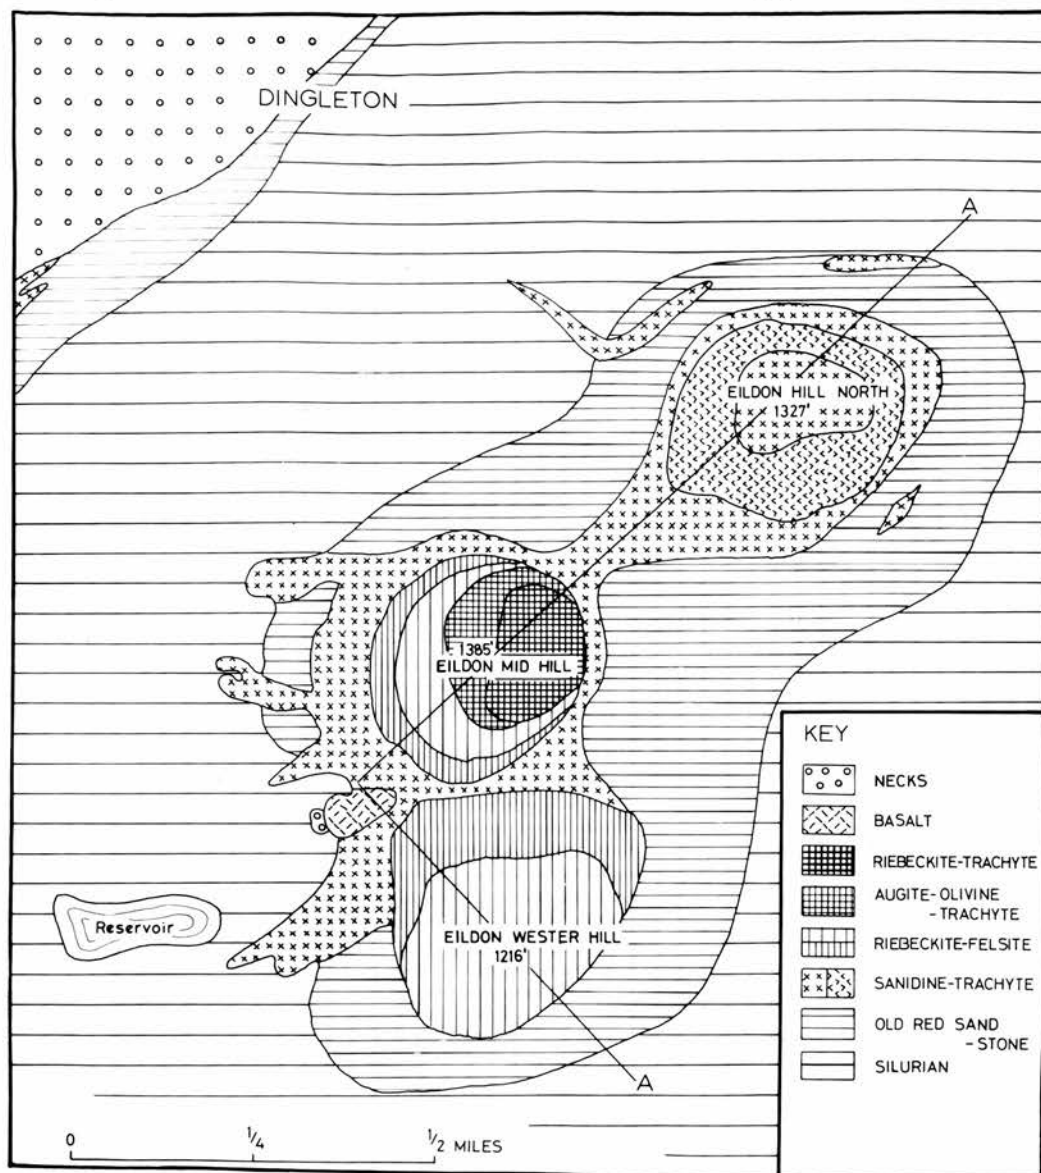 DINGLETON
A
EILDON HILL NORTH
1327'
1385'
EILDON MID HILL
Reservoir
EILDON WESTER HILL
1216'
A
0 1/4 1/2 MILES
KEY
NECKS
BASALT
RIEBECKITE-TRACHYTE
AUGITE-OLIVINE
-TRACHYTE
RIEBECKITE-FELSITE
SANIDINE-TRACHYTE
OLD RED SAND
-STONE
SILURIAN